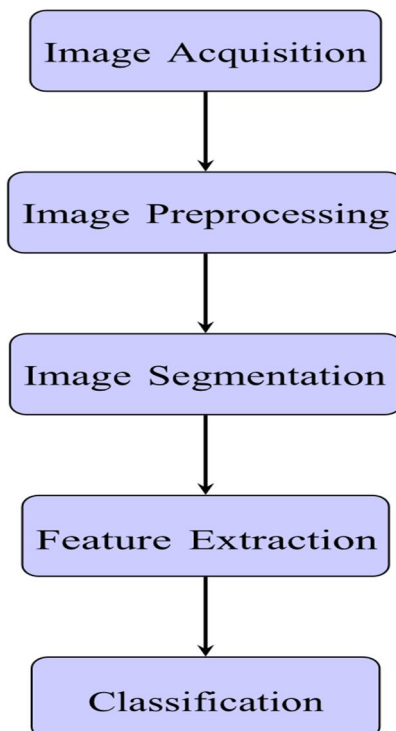 Image Acquisition
Image Preprocessing
Image Segmentation
Feature Extraction
Classification